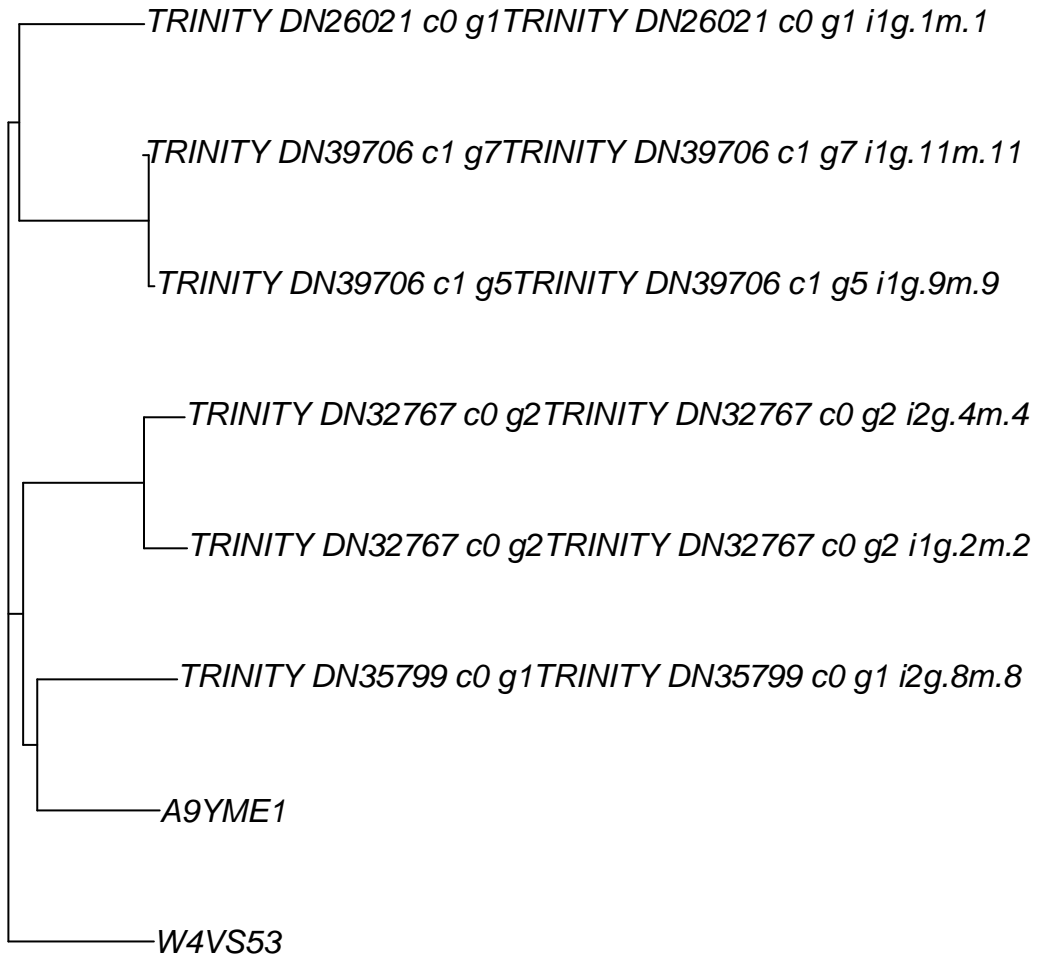 TRINITY DN26021 c0 g1TRINITY DN26021 c0 g1 i1g.1m.1
TRINITY DN39706 c1 g7TRINITY DN39706 c1 g7 i1g.11m.11
TRINITY DN39706 c1 g5TRINITY DN39706 c1 g5 i1g.9m.9
TRINITY DN32767 c0 g2TRINITY DN32767 c0 g2 i2g.4m.4
TRINITY DN32767 c0 g2TRINITY DN32767 c0 g2 i1g.2m.2
TRINITY DN35799 c0 g1TRINITY DN35799 c0 g1 i2g.8m.8
A9YME1
W4VS53